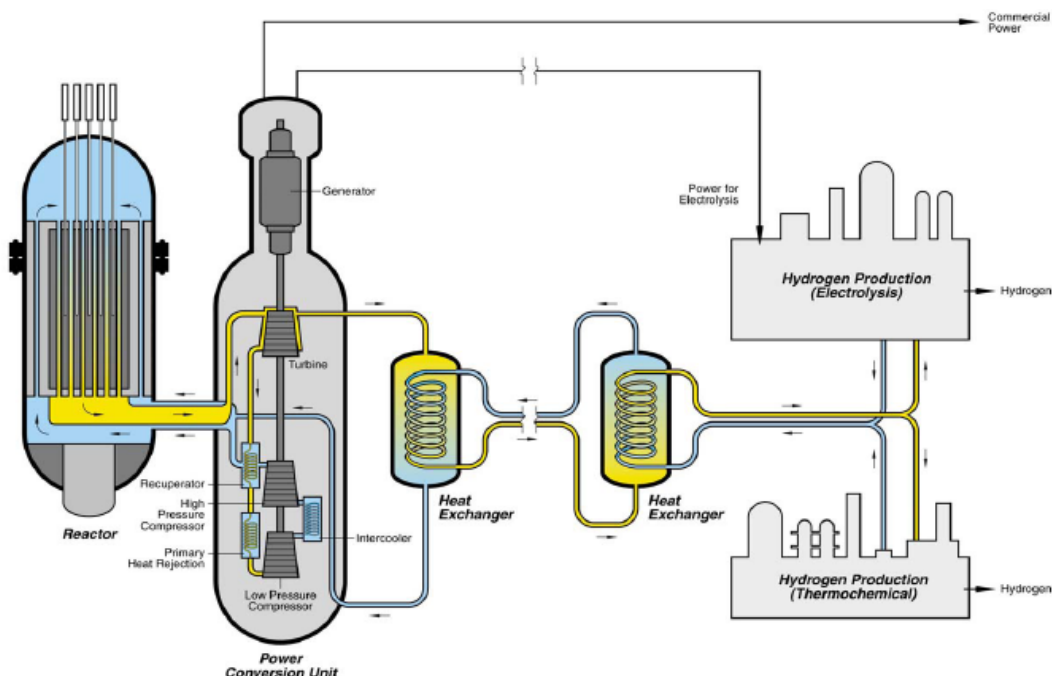 Commercial
Power
Generator
Power for
Electrolysis
Hydrogen Production
(Electrolysis)
Hydrogen
Turbine
Recuperator
High
Pressure
Compressor
Intercooler
Primary
Heat Rejection
Low Pressure
Compressor
Reactor
Heat
Exchanger
Heat
Exchanger
Hydrogen Production
(Thermochemical)
Hydrogen
Power
Conversion Unit